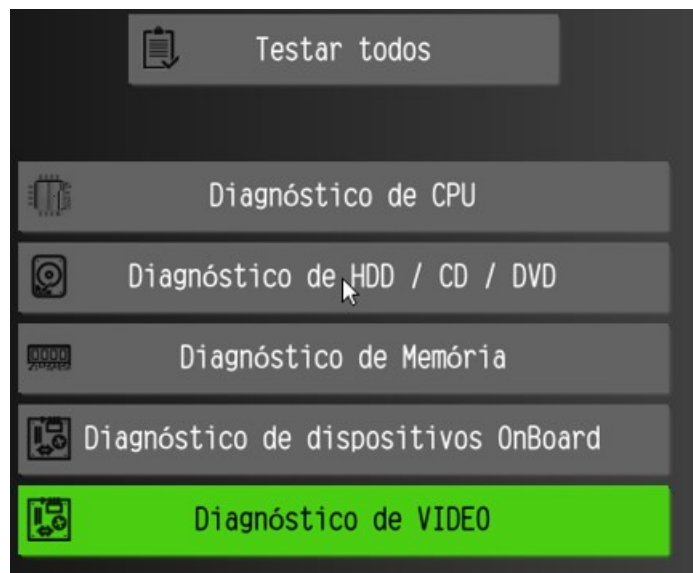 Testar todos
Diagnóstico de CPU
Diagnóstico de HDD / CD / DVD
Diagnóstico de Memória
Diagnóstico de dispositivos OnBoard
Diagnóstico de VIDEO